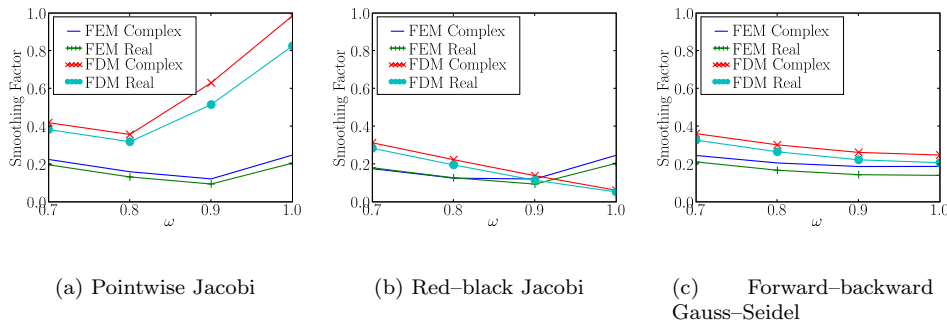 1.0
0.8
0.6
0.4
0.2
0.0
Smoothing Factor
FEM Complex
FEM Real
FDM Complex
FDM Real
0.7 0.8 0.9 1.0
ω
(a) Pointwise Jacobi
1.0
0.8
0.6
0.4
0.2
0.0
Smoothing Factor
FEM Complex
FEM Real
FDM Complex
FDM Real
0.7 0.8 0.9 1.0
ω
(b) Red–black Jacobi
1.0
0.8
0.6
0.4
0.2
0.0
Smoothing Factor
FEM Complex
FEM Real
FDM Complex
FDM Real
0.7 0.8 0.9 1.0
ω
(c) Forward–backward
Gauss–Seidel